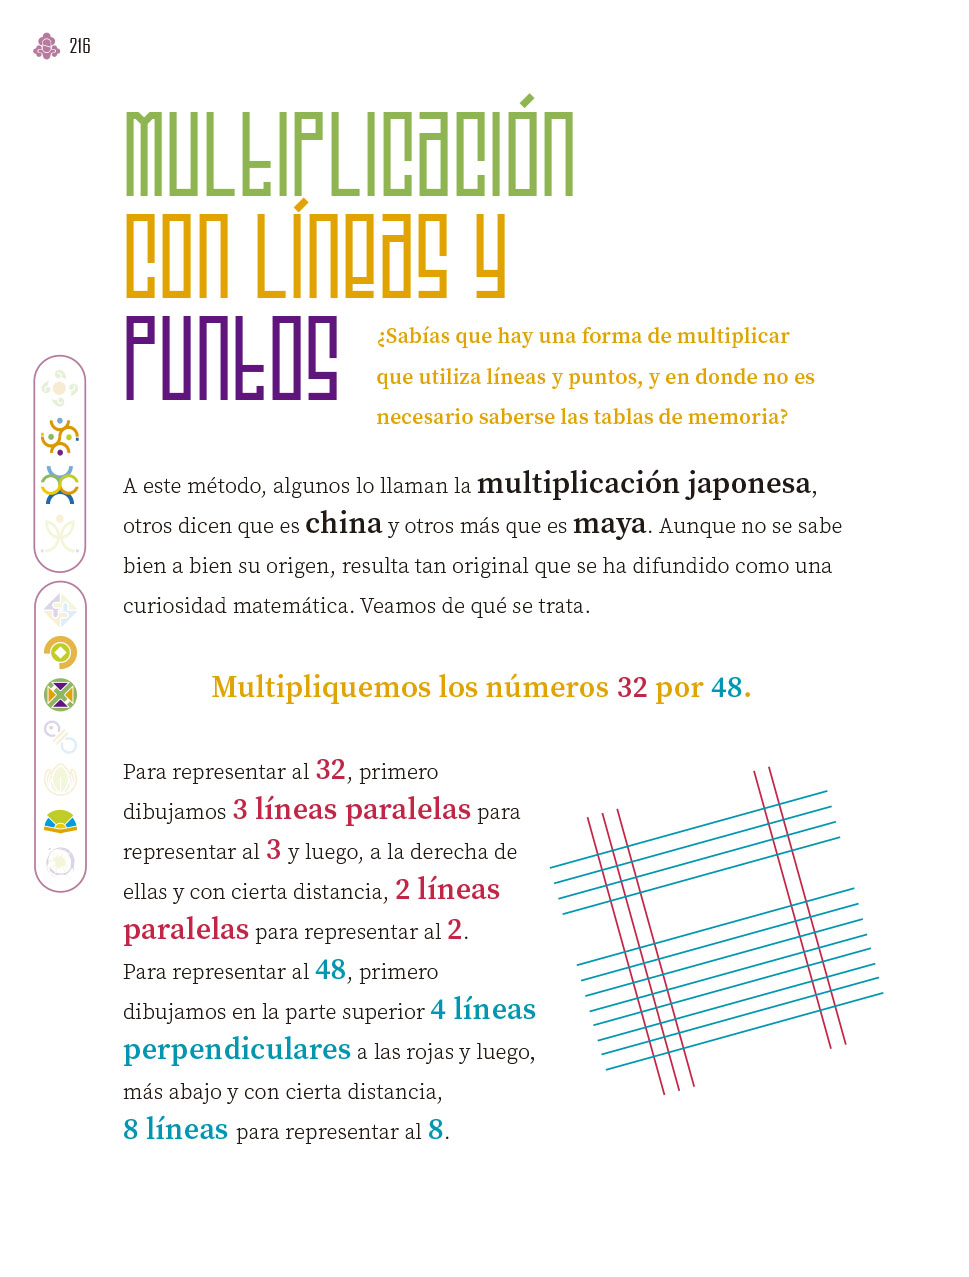 216
MULTIPLICACIÓN
CON LÍNEAS Y
PUNTOS
¿Sabías que hay una forma de multiplicar
que utiliza líneas y puntos, y en donde no es
necesario saberse las tablas de memoria?
A este método, algunos lo llaman la multiplicación japonesa,
otros dicen que es china y otros más que es maya. Aunque no se sabe
bien a bien su origen, resulta tan original que se ha difundido como una
curiosidad matemática. Veamos de qué se trata.
Multipliquemos los números 32 por 48.
Para representar al 32, primero
dibujamos 3 líneas paralelas para
representar al 3 y luego, a la derecha de
ellas y con cierta distancia, 2 líneas
paralelas para representar al 2.
Para representar al 48, primero
dibujamos en la parte superior 4 líneas
perpendiculares a las rojas y luego,
más abajo y con cierta distancia,
8 líneas para representar al 8.